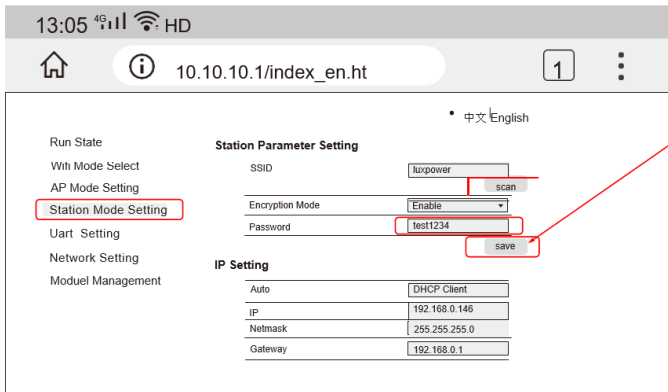 13:05 4G HD
10.10.10.1/index_en.ht
1
中文 English
Run State
Wifi Mode Select
AP Mode Setting
Station Mode Setting
Uart Setting
Network Setting
Moduel Management
Station Parameter Setting
SSID luxpower
scan
Encryption Mode Enable
Password test1234
save
IP Setting
Auto DHCP Client
IP 192.168.0.146
Netmask 255.255.255.0
Gateway 192.168.0.1